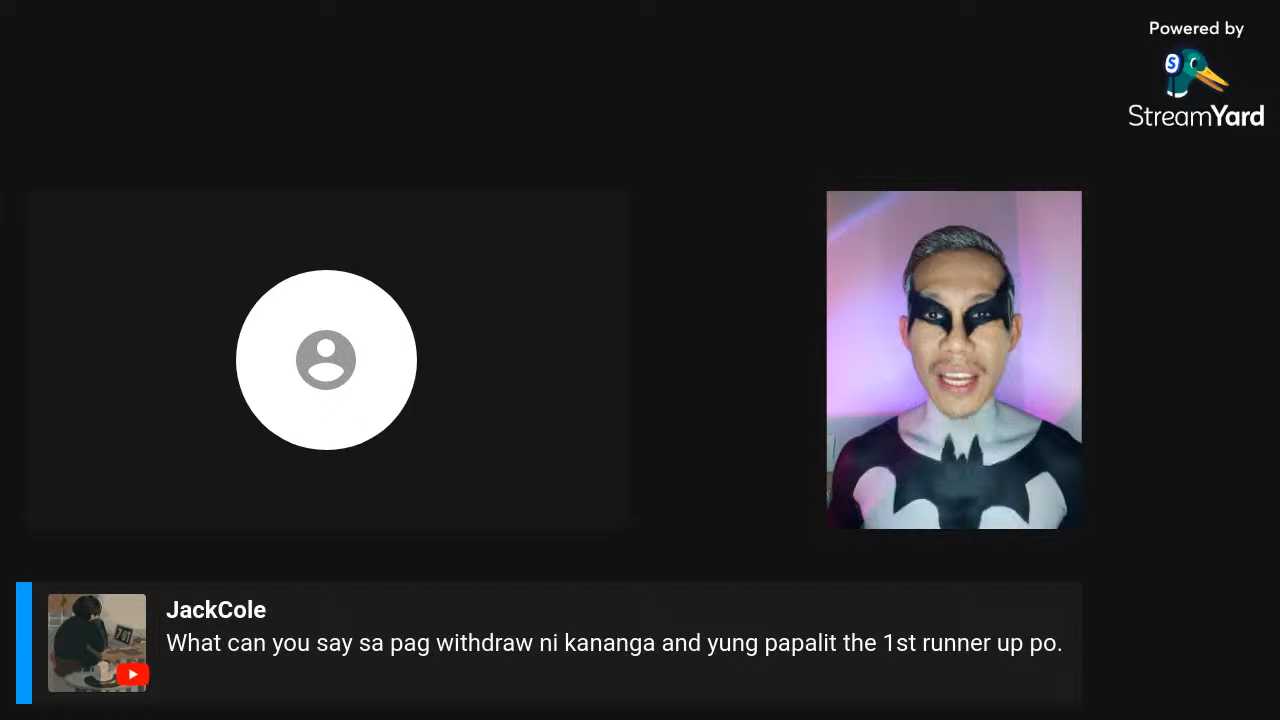 Powered by
S
StreamYard
JackCole
What can you say sa pag withdraw ni kananga and yung papalit the 1st runner up po.